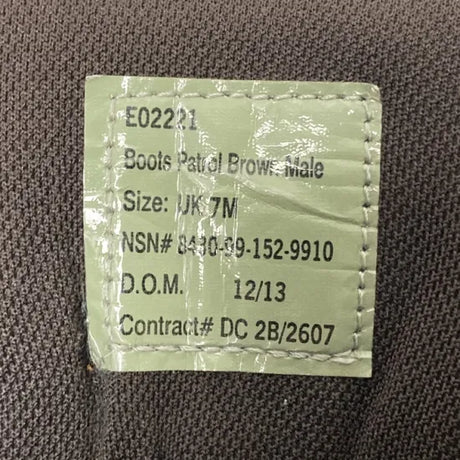 E02221
Boots Patrol Brown Male
Size: UK 7M
NSN# 8430-99-152-9910
D.O.M. 12/13
Contract# DC 2B/2607